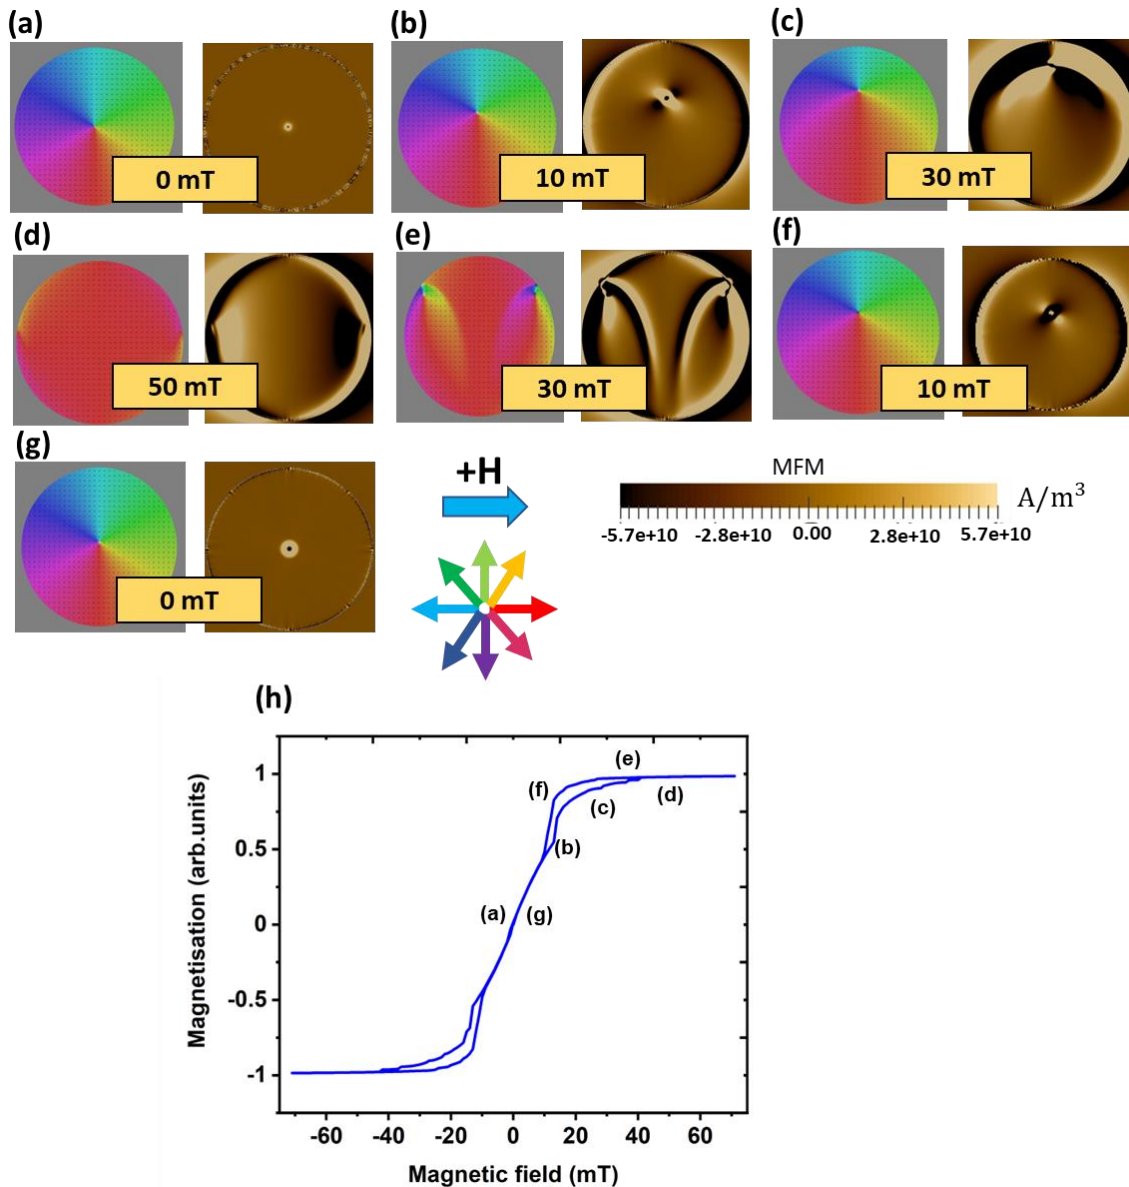 (a)
(b)
(c)
0 mT
10 mT
30 mT
(d)
(e)
(f)
50 mT
30 mT
10 mT
(g)
0 mT
+H
MFM
A/m³
-5.7e+10 -2.8e+10 0.00 2.8e+10 5.7e+10
(h)
Magnetisation (arb.units)
1
0.5
0
-0.5
-1
(e)
(d)
(f)
(c)
(b)
(a)
(g)
-60 -40 -20 0 20 40 60
Magnetic field (mT)